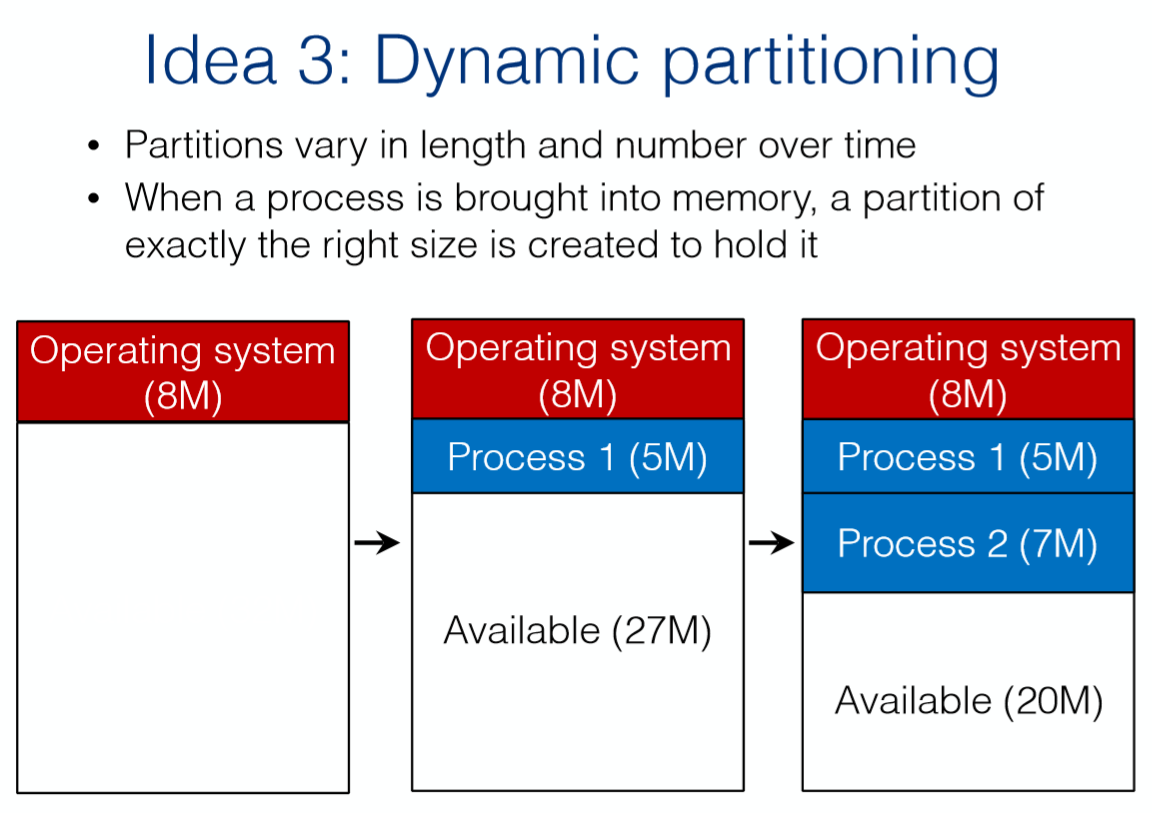 Idea 3: Dynamic partitioning
• Partitions vary in length and number over time
• When a process is brought into memory, a partition of
exactly the right size is created to hold it
Operating system
(8M)
Operating system
(8M)
Process 1 (5M)
Available (27M)
Operating system
(8M)
Process 1 (5M)
Process 2 (7M)
Available (20M)